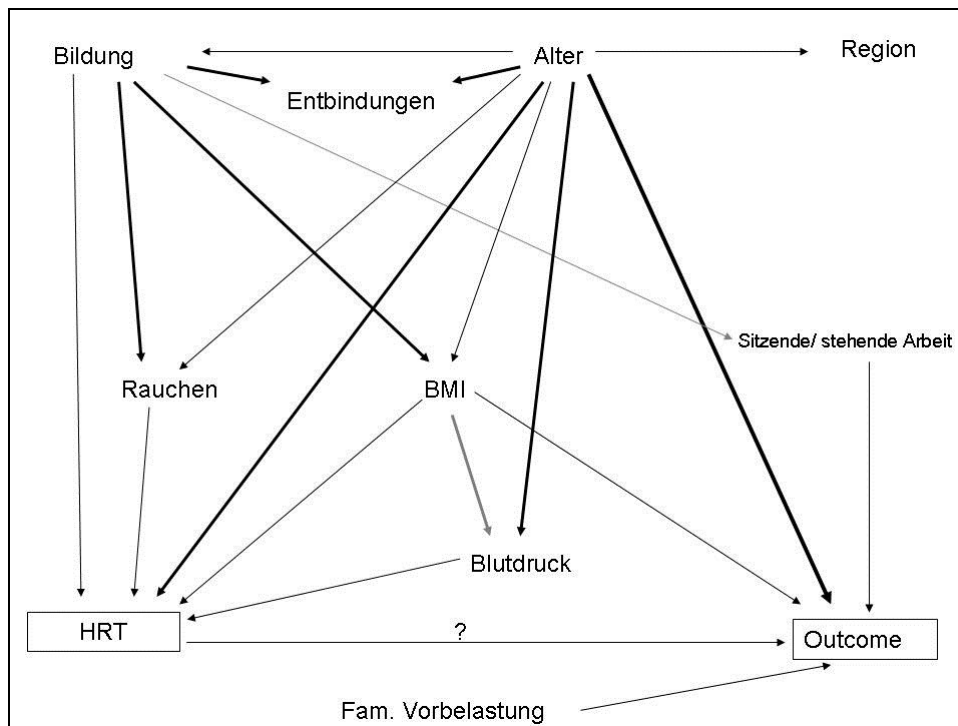 Bildung
Alter
Region
Entbindungen
Sitzende/ stehende Arbeit
Rauchen
BMI
Blutdruck
HRT
?
Outcome
Fam. Vorbelastung